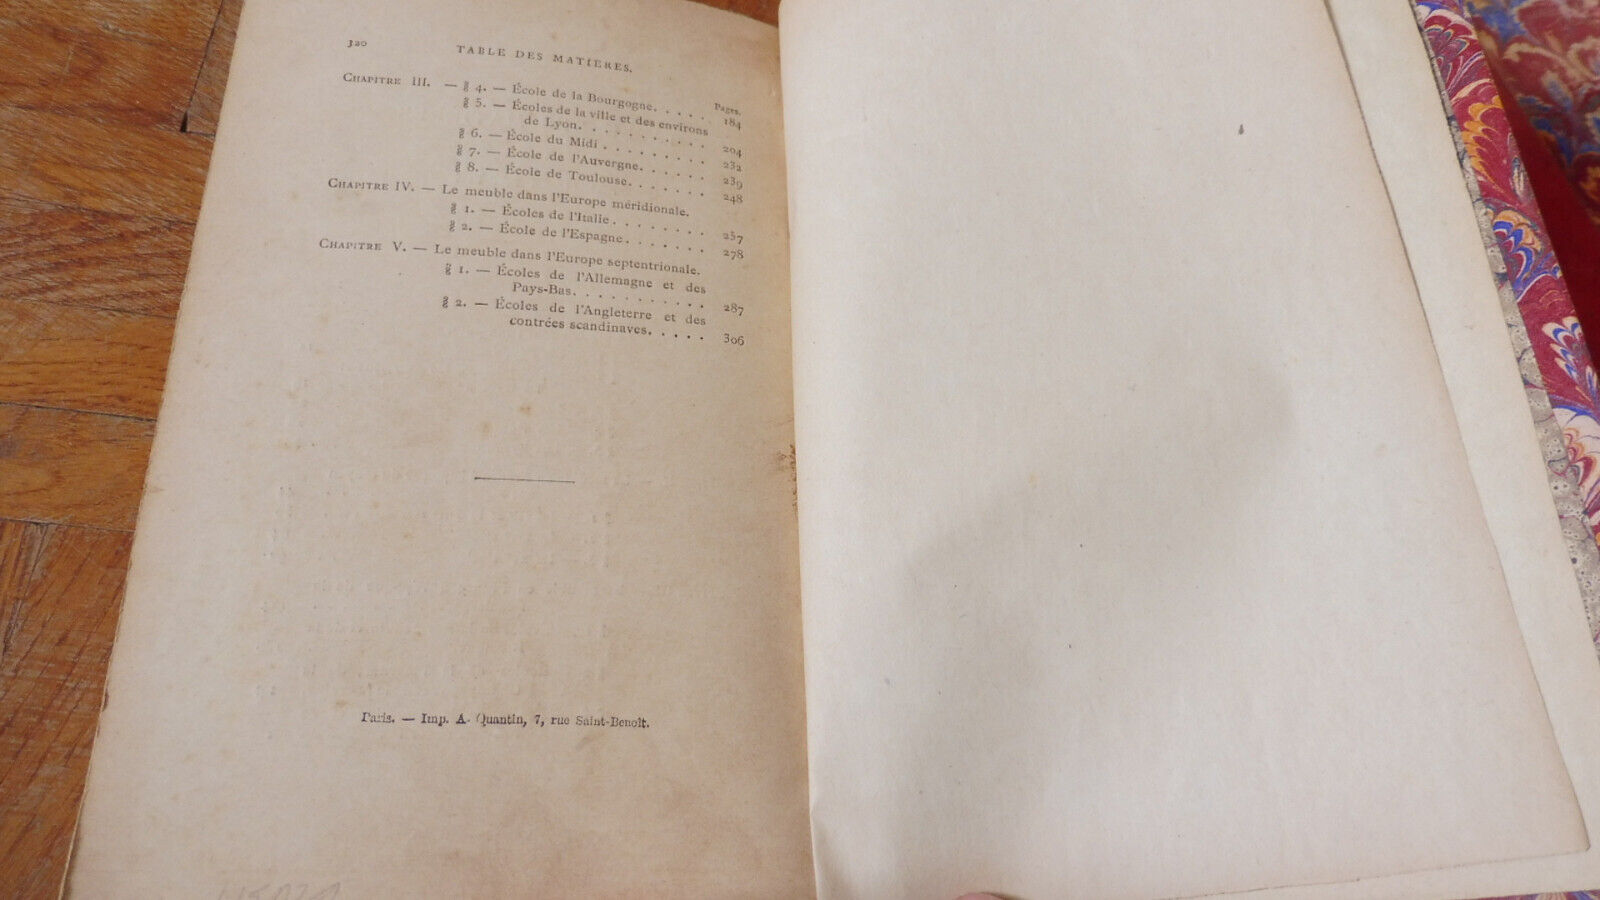 320 TABLE DES MATIÈRES.
Pages.
CHAPITRE III. — § 4. — École de la Bourgogne. . . . . 184
§ 5. — Écoles de la ville et des environs
de Lyon. . . . . . . . . . 204
§ 6. — École du Midi . . . . . . . . 232
§ 7. — École de l'Auvergne. . . . . . 239
§ 8. — École de Toulouse. . . . . . . 248
CHAPITRE IV. — Le meuble dans l'Europe méridionale.
§ 1. — Écoles de l'Italie . . . . . . . 257
§ 2. — École de l'Espagne. . . . . . . 278
CHAPITRE V. — Le meuble dans l'Europe septentrionale.
§ 1. — Écoles de l'Allemagne et des
Pays-Bas. . . . . . . . . . . 287
§ 2. — Écoles de l'Angleterre et des
contrées scandinaves. . . . . 306
Paris. — Imp. A. Quantin, 7, rue Saint-Benoît.